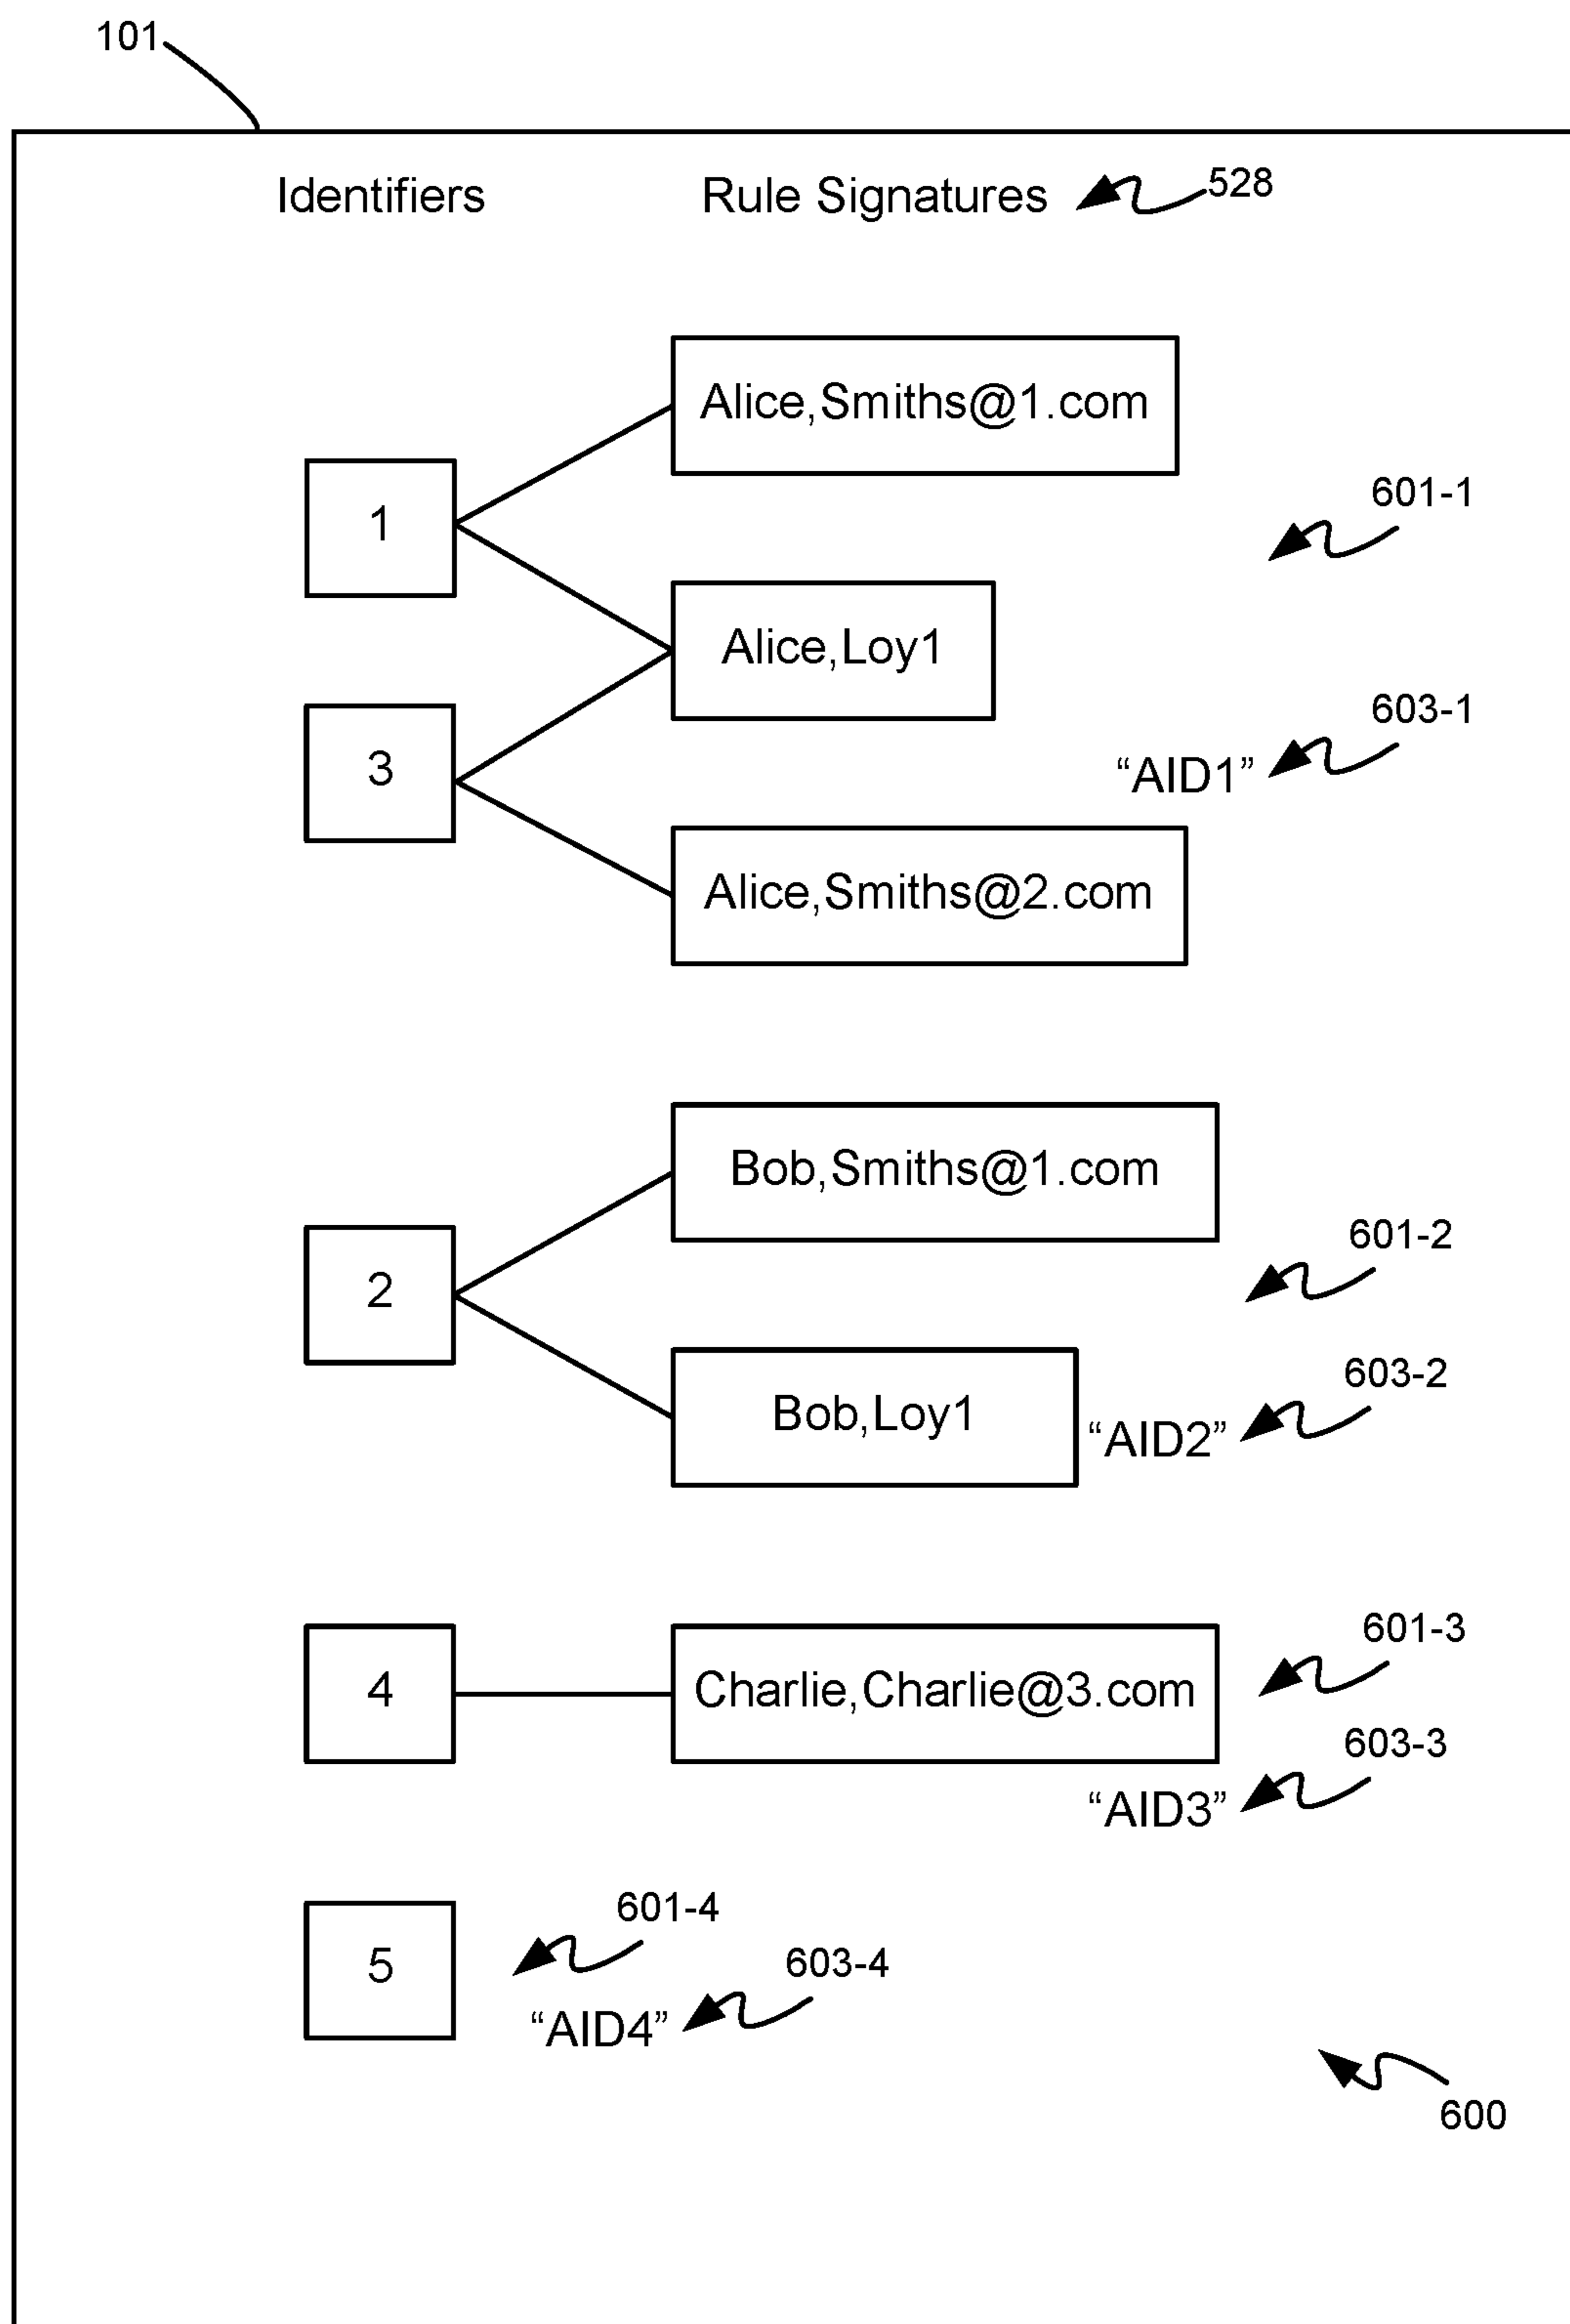 101
Identifiers
Rule Signatures
528
Alice,Smiths@1.com
601-1
1
Alice,Loy1
603-1
3
“AID1”
Alice,Smiths@2.com
Bob,Smiths@1.com
601-2
2
603-2
Bob,Loy1
“AID2”
601-3
4
Charlie,Charlie@3.com
603-3
“AID3”
601-4
5
603-4
“AID4”
600